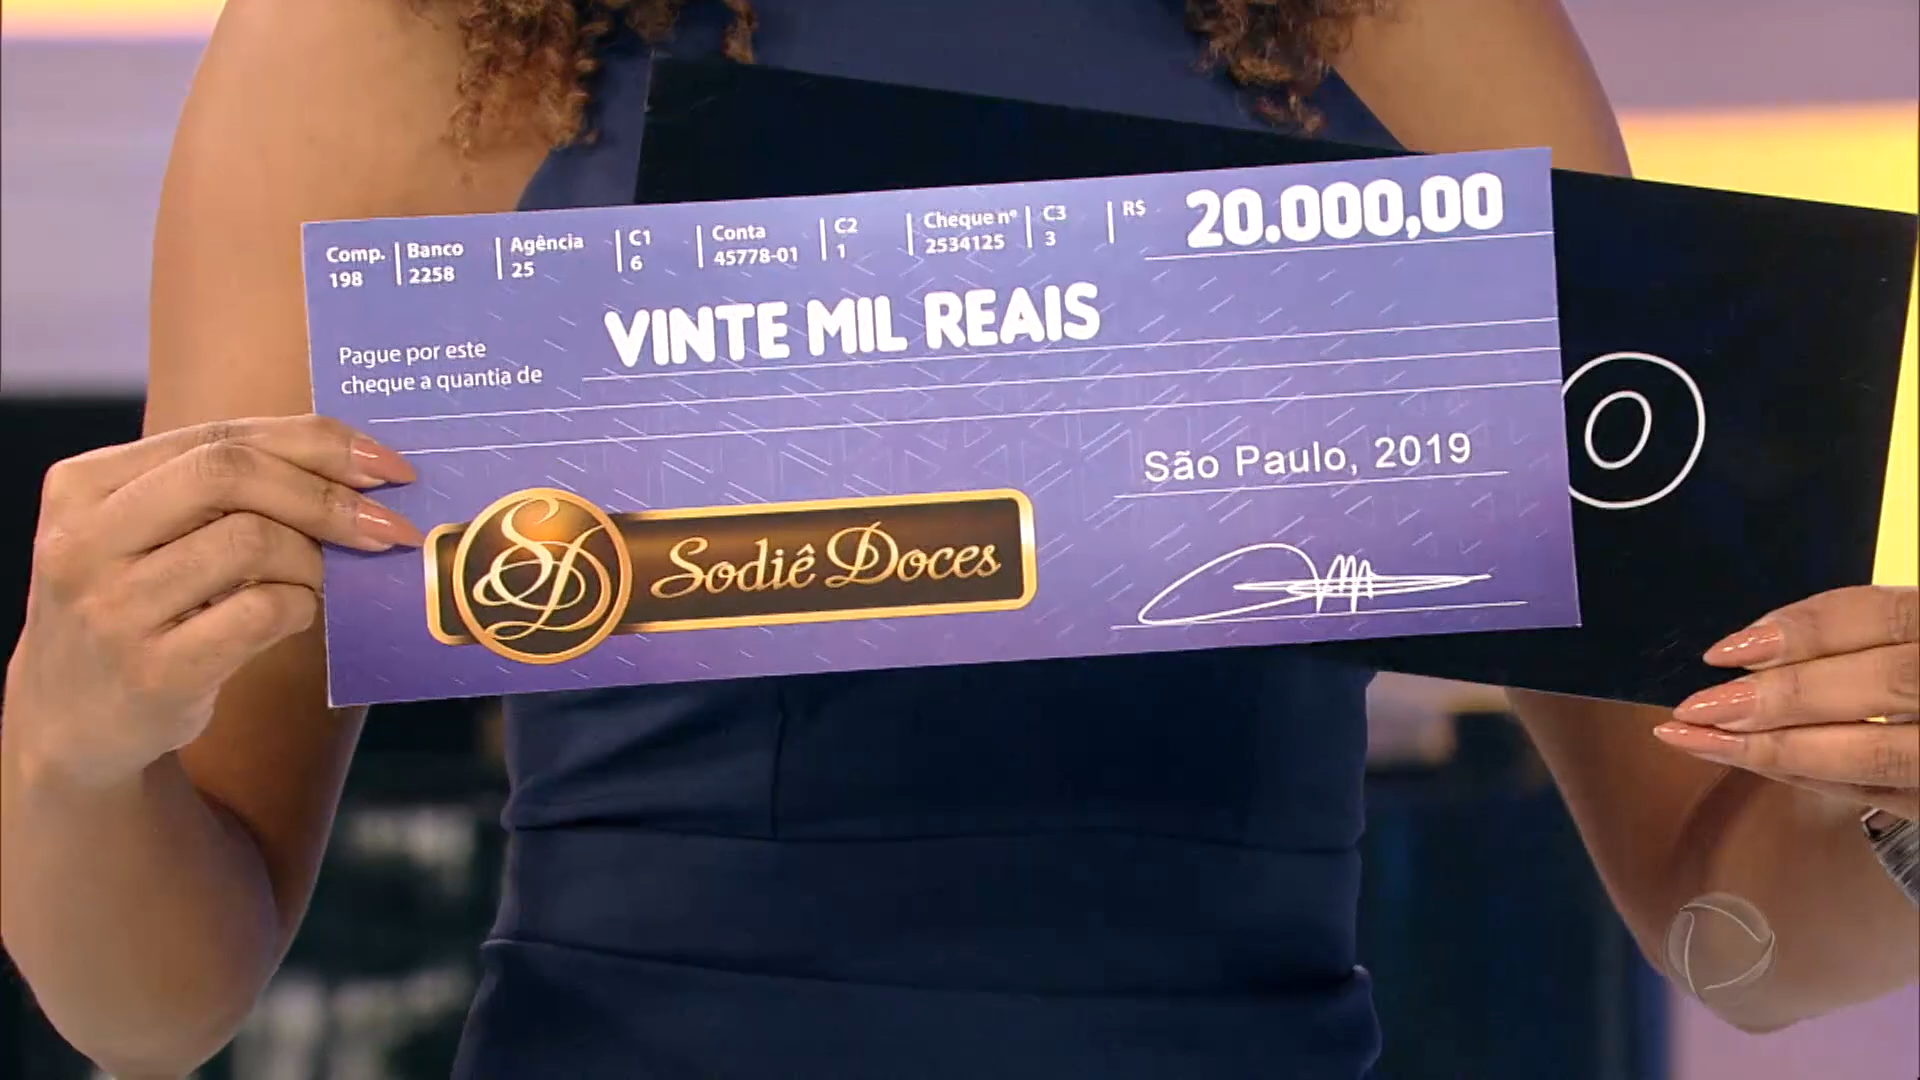 Comp. Banco Agência C1 Conta C2 Cheque nº C3 R$ 20.000,00
198 2258 25 6 45778-01 1 2534125 3
Pague por este
cheque a quantia de
VINTE MIL REAIS
São Paulo, 2019
SD Sodiê Doces